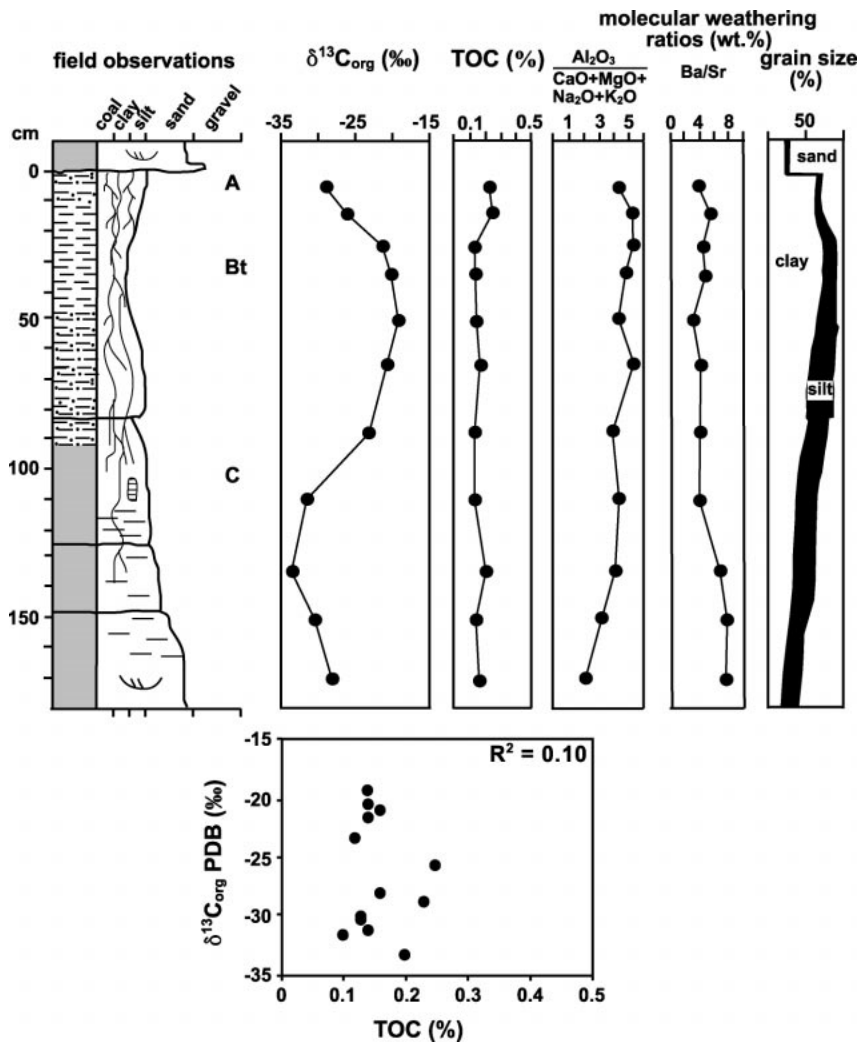 molecular weathering
ratios (wt.%)
field observations
δ¹³Corg (‰)
TOC (%)
Al₂O₃
CaO+MgO+
Na₂O+K₂O
Ba/Sr
grain size
(%)
coal
clay
silt
sand
gravel
cm
-35 -25 -15
0.1 0.5
1 3 5
0 4 8
50
0
50
100
150
A
Bt
C
sand
clay
silt
R² = 0.10
δ¹³Corg PDB (‰)
-15
-20
-25
-30
-35
0 0.1 0.2 0.3 0.4 0.5
TOC (%)